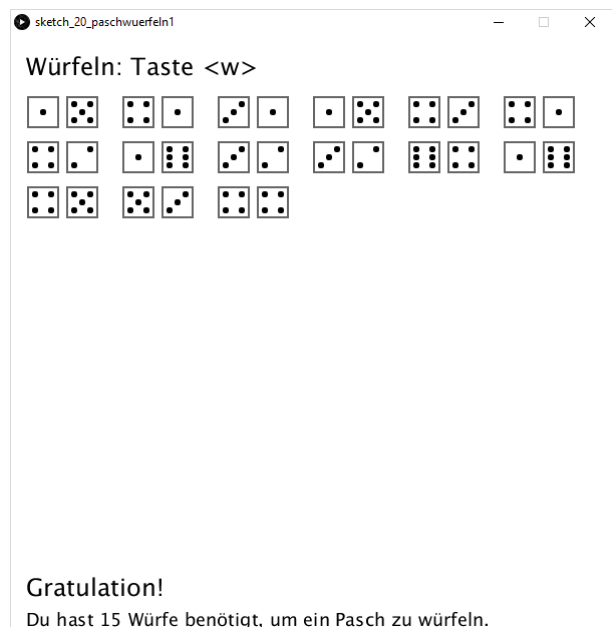 sketch_20_paschwuerfeln1
Würfeln: Taste <w>
Gratulation!
Du hast 15 Würfe benötigt, um ein Pasch zu würfeln.